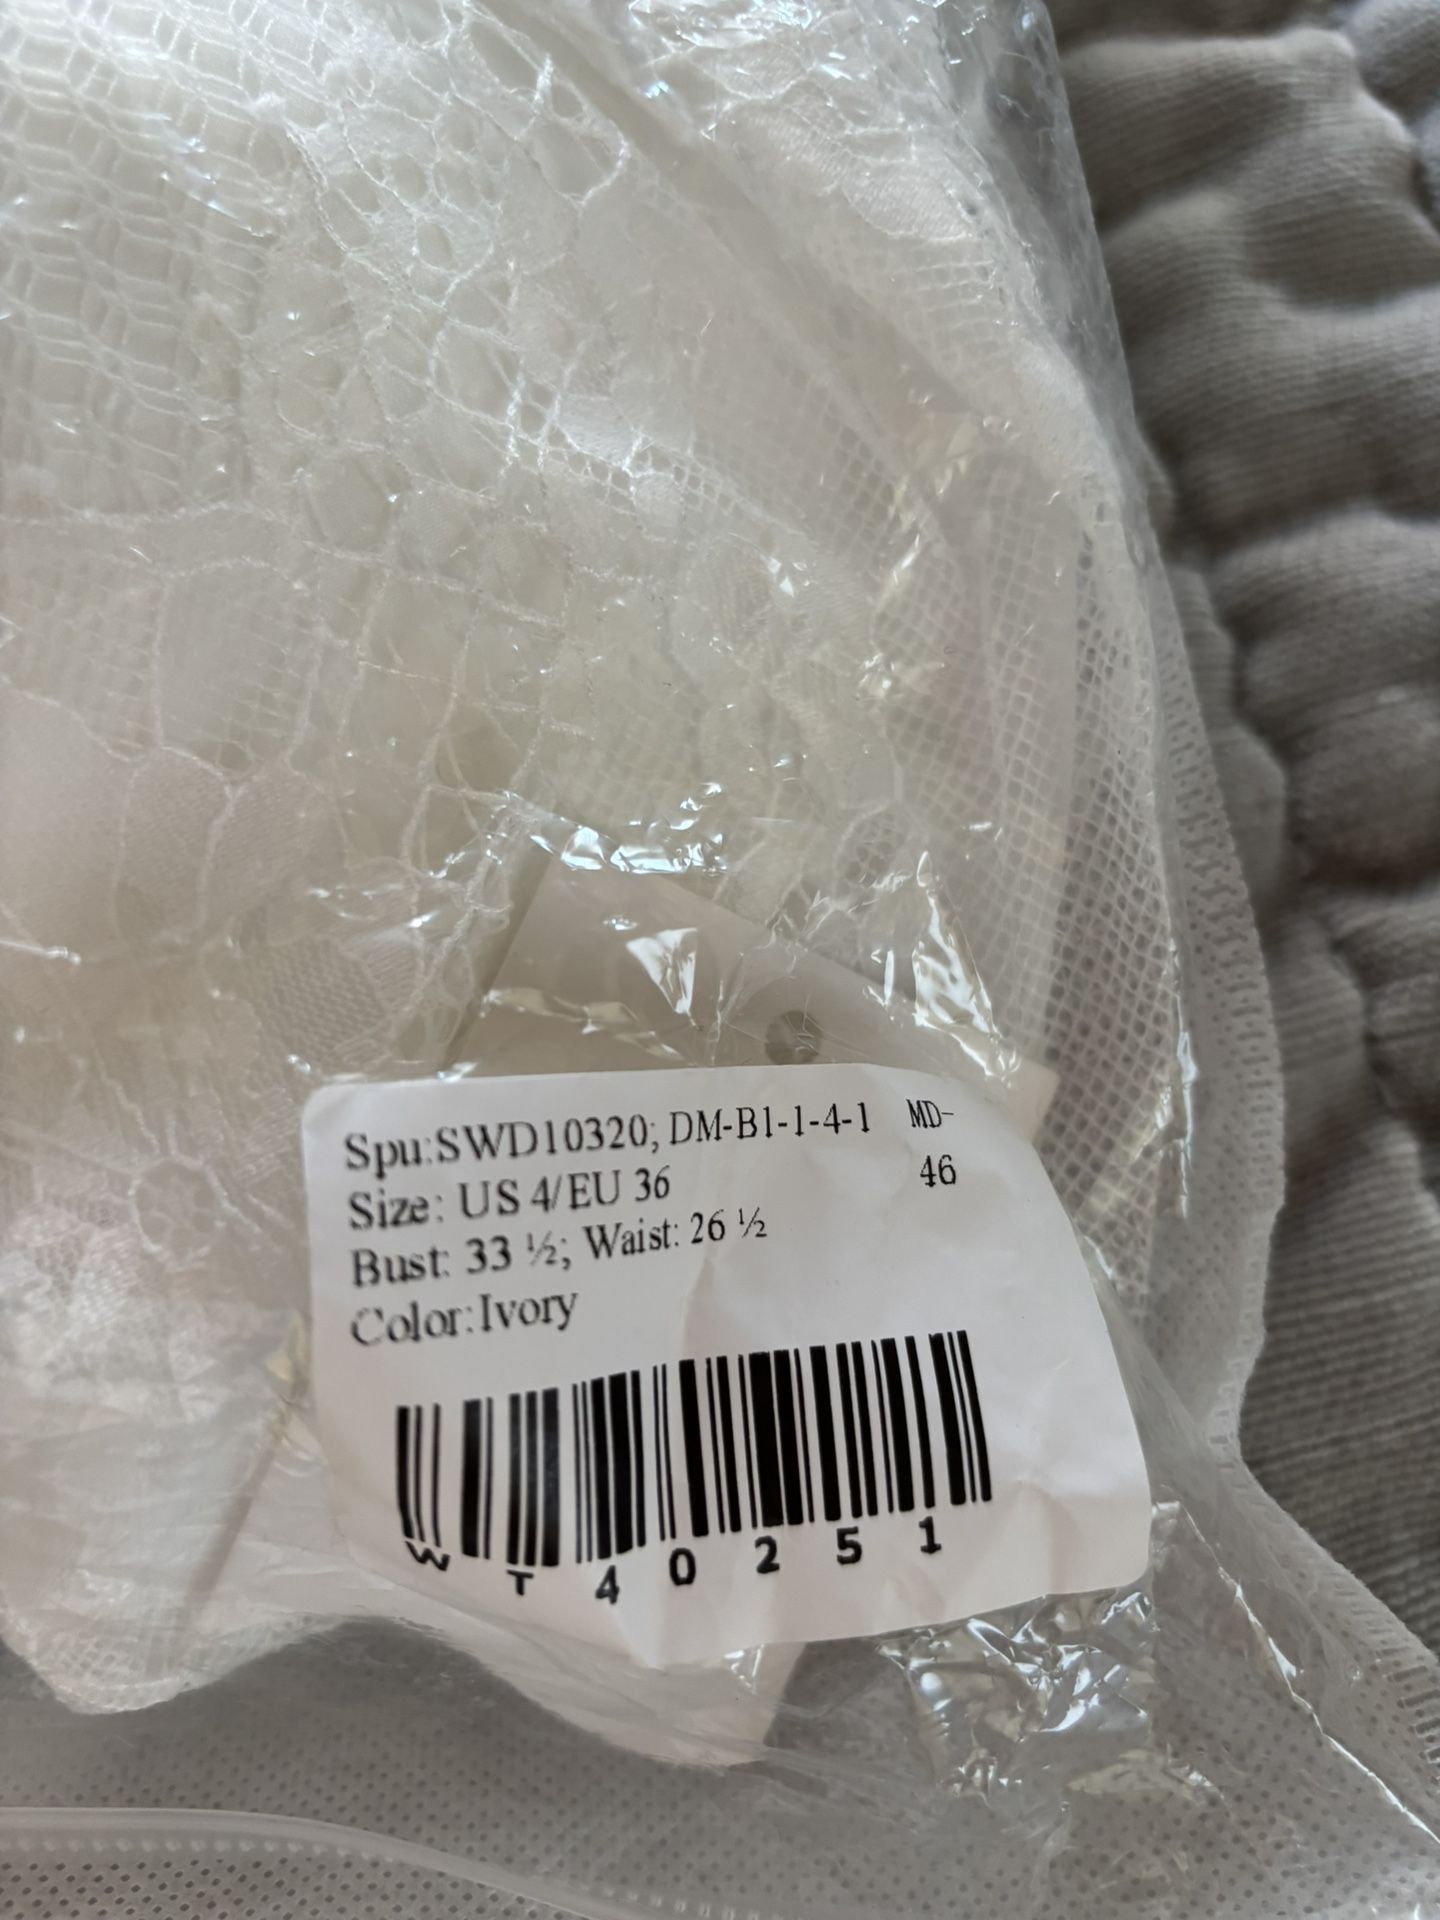 Spu:SWD10320; DM-B1-1-4-1 MD-
46
Size: US 4/EU 36
Bust: 33 ½; Waist: 26 ½
Color:Ivory
WT40251